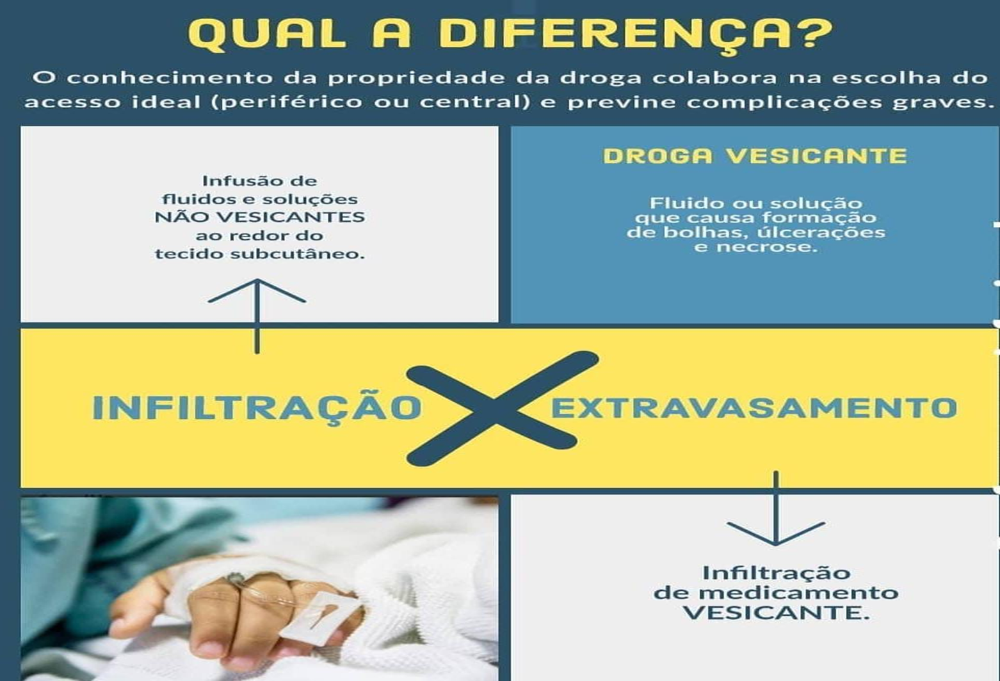 QUAL A DIFERENÇA?
O conhecimento da propriedade da droga colabora na escolha do
acesso ideal (periférico ou central) e previne complicações graves.
Infusão de
fluidos e soluções
NÃO VESICANTES
ao redor do
tecido subcutâneo.
DROGA VESICANTE
Fluido ou solução
que causa formação
de bolhas, úlcerações
e necrose.
INFILTRAÇÃO X EXTRAVASAMENTO
Infiltração
de medicamento
VESICANTE.